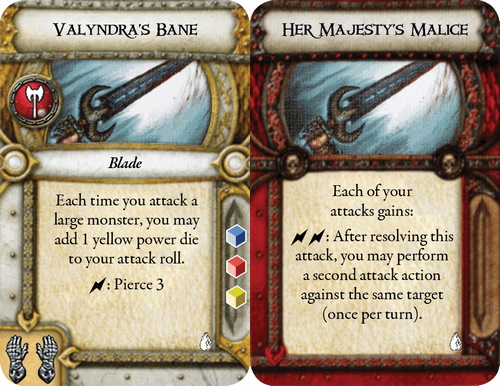 VALYNDRA'S BANE
Blade
Each time you attack a
large monster, you may
add 1 yellow power die
to your attack roll.
: Pierce 3
HER MAJESTY'S MALICE
Each of your
attacks gains:
: After resolving this
attack, you may perform
a second attack action
against the same target
(once per turn).